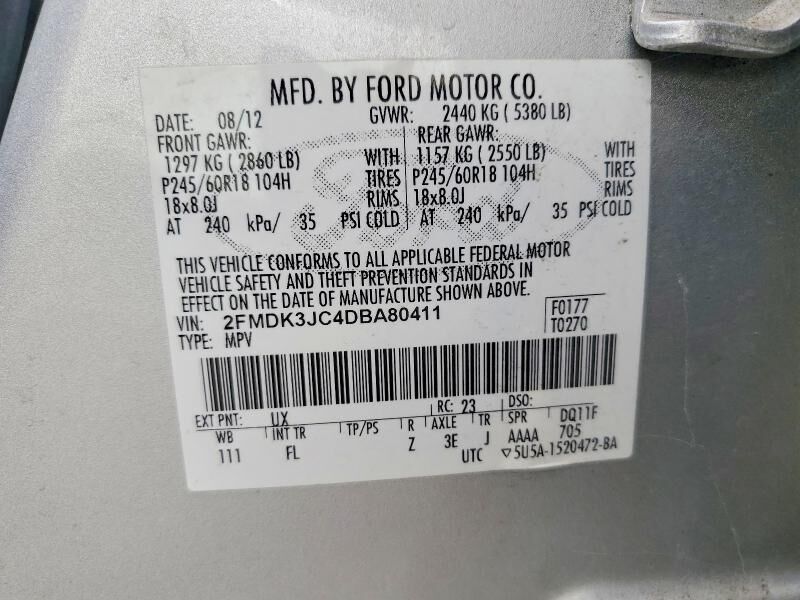 MFD. BY FORD MOTOR CO.
DATE: 08/12 GVWR: 2440 KG ( 5380 LB)
FRONT GAWR: REAR GAWR:
1297 KG ( 2860 LB) WITH 1157 KG ( 2550 LB) WITH
P245/60R18 104H TIRES P245/60R18 104H TIRES
18x8.0J RIMS 18x8.0J RIMS
AT 240 kPa/ 35 PSI COLD AT 240 kPa/ 35 PSI COLD
THIS VEHICLE CONFORMS TO ALL APPLICABLE FEDERAL MOTOR
VEHICLE SAFETY AND THEFT PREVENTION STANDARDS IN
EFFECT ON THE DATE OF MANUFACTURE SHOWN ABOVE.
VIN: 2FMDK3JC4DBA80411 F0177
TYPE: MPV T0270
EXT PNT: UX RC: 23 DSO:
WB INT TR TP/PS R AXLE TR SPR DQ11F
111 FL Z 3E J AAAA 705
UTC ▽5U5A-1520472-BA